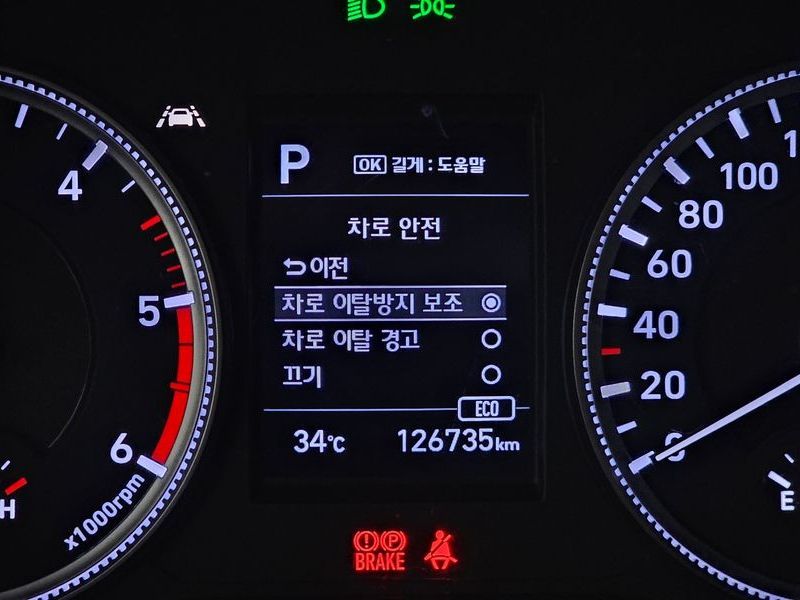 P OK 길게 : 도움말
차로 안전
이전
차로 이탈방지 보조
차로 이탈 경고
끄기
ECO
34℃ 126735km
4
5
6
x1000rpm
H
100
80
60
40
20
0
E
(!) (P)
BRAKE